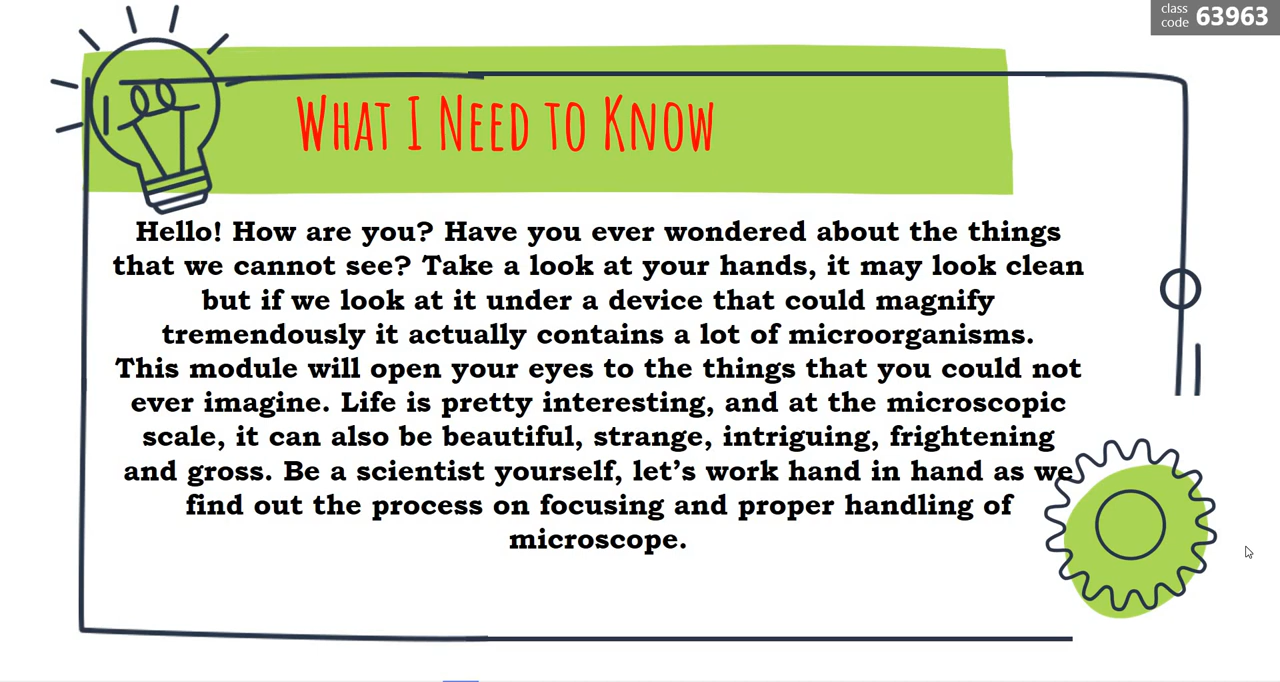 class
code 63963
What I Need to Know
Hello! How are you? Have you ever wondered about the things
that we cannot see? Take a look at your hands, it may look clean
but if we look at it under a device that could magnify
tremendously it actually contains a lot of microorganisms.
This module will open your eyes to the things that you could not
ever imagine. Life is pretty interesting, and at the microscopic
scale, it can also be beautiful, strange, intriguing, frightening
and gross. Be a scientist yourself, let’s work hand in hand as we
find out the process on focusing and proper handling of
microscope.